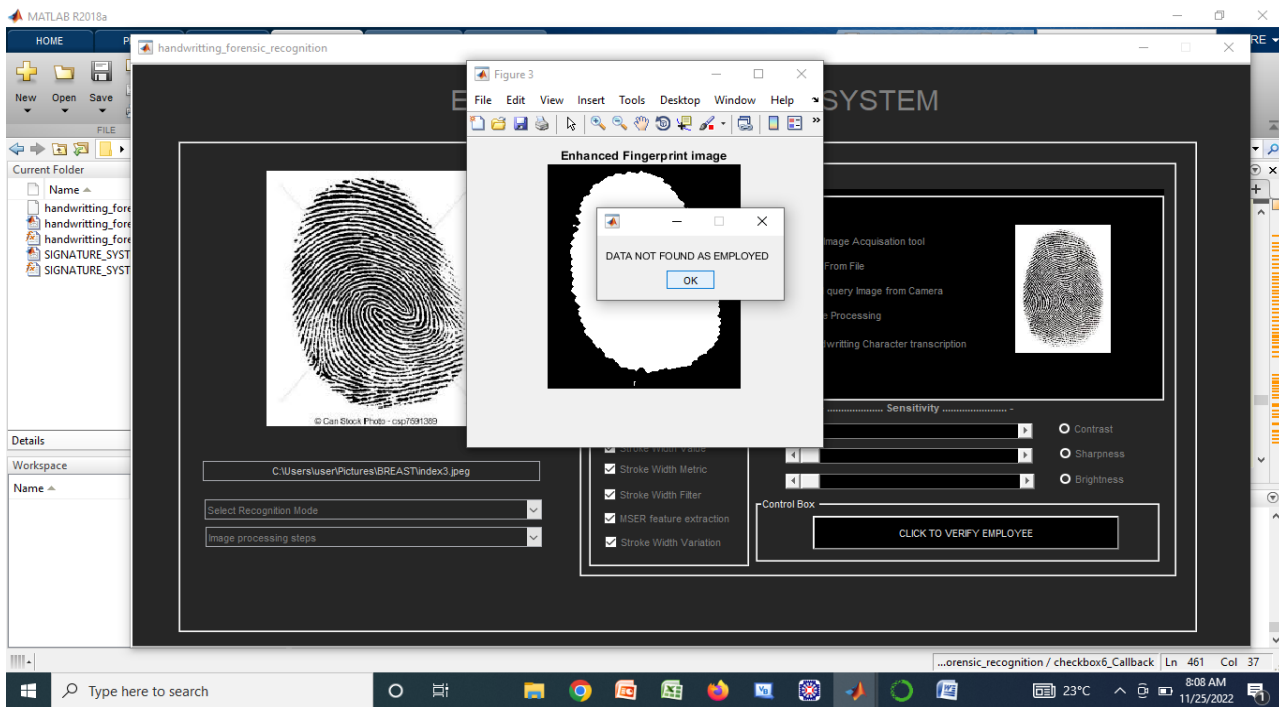 MATLAB R2018a
HOME
New
Open
Save
FILE
Current Folder
Name
handwritting_fore
handwritting_fore
handwritting_fore
SIGNATURE_SYST
SIGNATURE_SYST
Details
Workspace
Name
handwritting_forensic_recognition
SYSTEM
© Can Stock Photo - csp7691389
C:\Users\user\Pictures\BREAST\index3.jpeg
Select Recognition Mode
Image processing steps
Figure 3
File Edit View Insert Tools Desktop Window Help
Enhanced Fingerprint image
DATA NOT FOUND AS EMPLOYED
OK
Image Acquisation tool
From File
query Image from Camera
Processing
writting Character transcription
.................. Sensitivity ..................... -
Contrast
Sharpness
Brightness
Stroke Width Value
Stroke Width Metric
Stroke Width Filter
MSER feature extraction
Stroke Width Variation
Control Box
CLICK TO VERIFY EMPLOYEE
...orensic_recognition / checkbox6_Callback Ln 461 Col 37
Type here to search
23°C
8:08 AM
11/25/2022